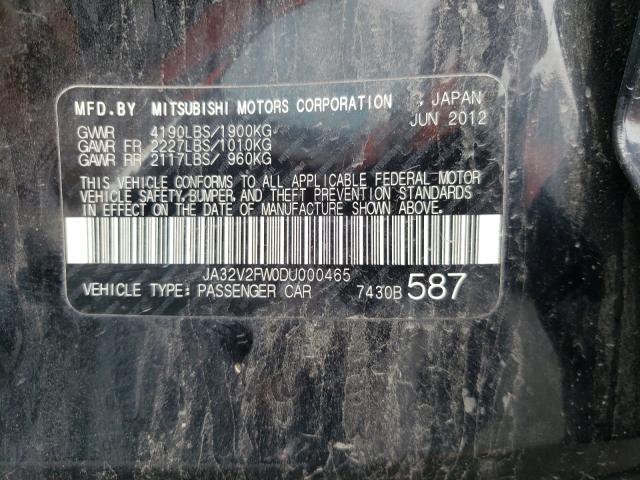 MFD.BY MITSUBISHI MOTORS CORPORATION , JAPAN
JUN 2012
GVWR 4190LBS/1900KG
GAWR FR 2227LBS/1010KG
GAWR RR 2117LBS/ 960KG
THIS VEHICLE CONFORMS TO ALL APPLICABLE FEDERAL MOTOR
VEHICLE SAFETY, BUMPER, AND THEFT PREVENTION STANDARDS
IN EFFECT ON THE DATE OF MANUFACTURE SHOWN ABOVE.
JA32V2FW0DU000465
VEHICLE TYPE: PASSENGER CAR 7430B 587